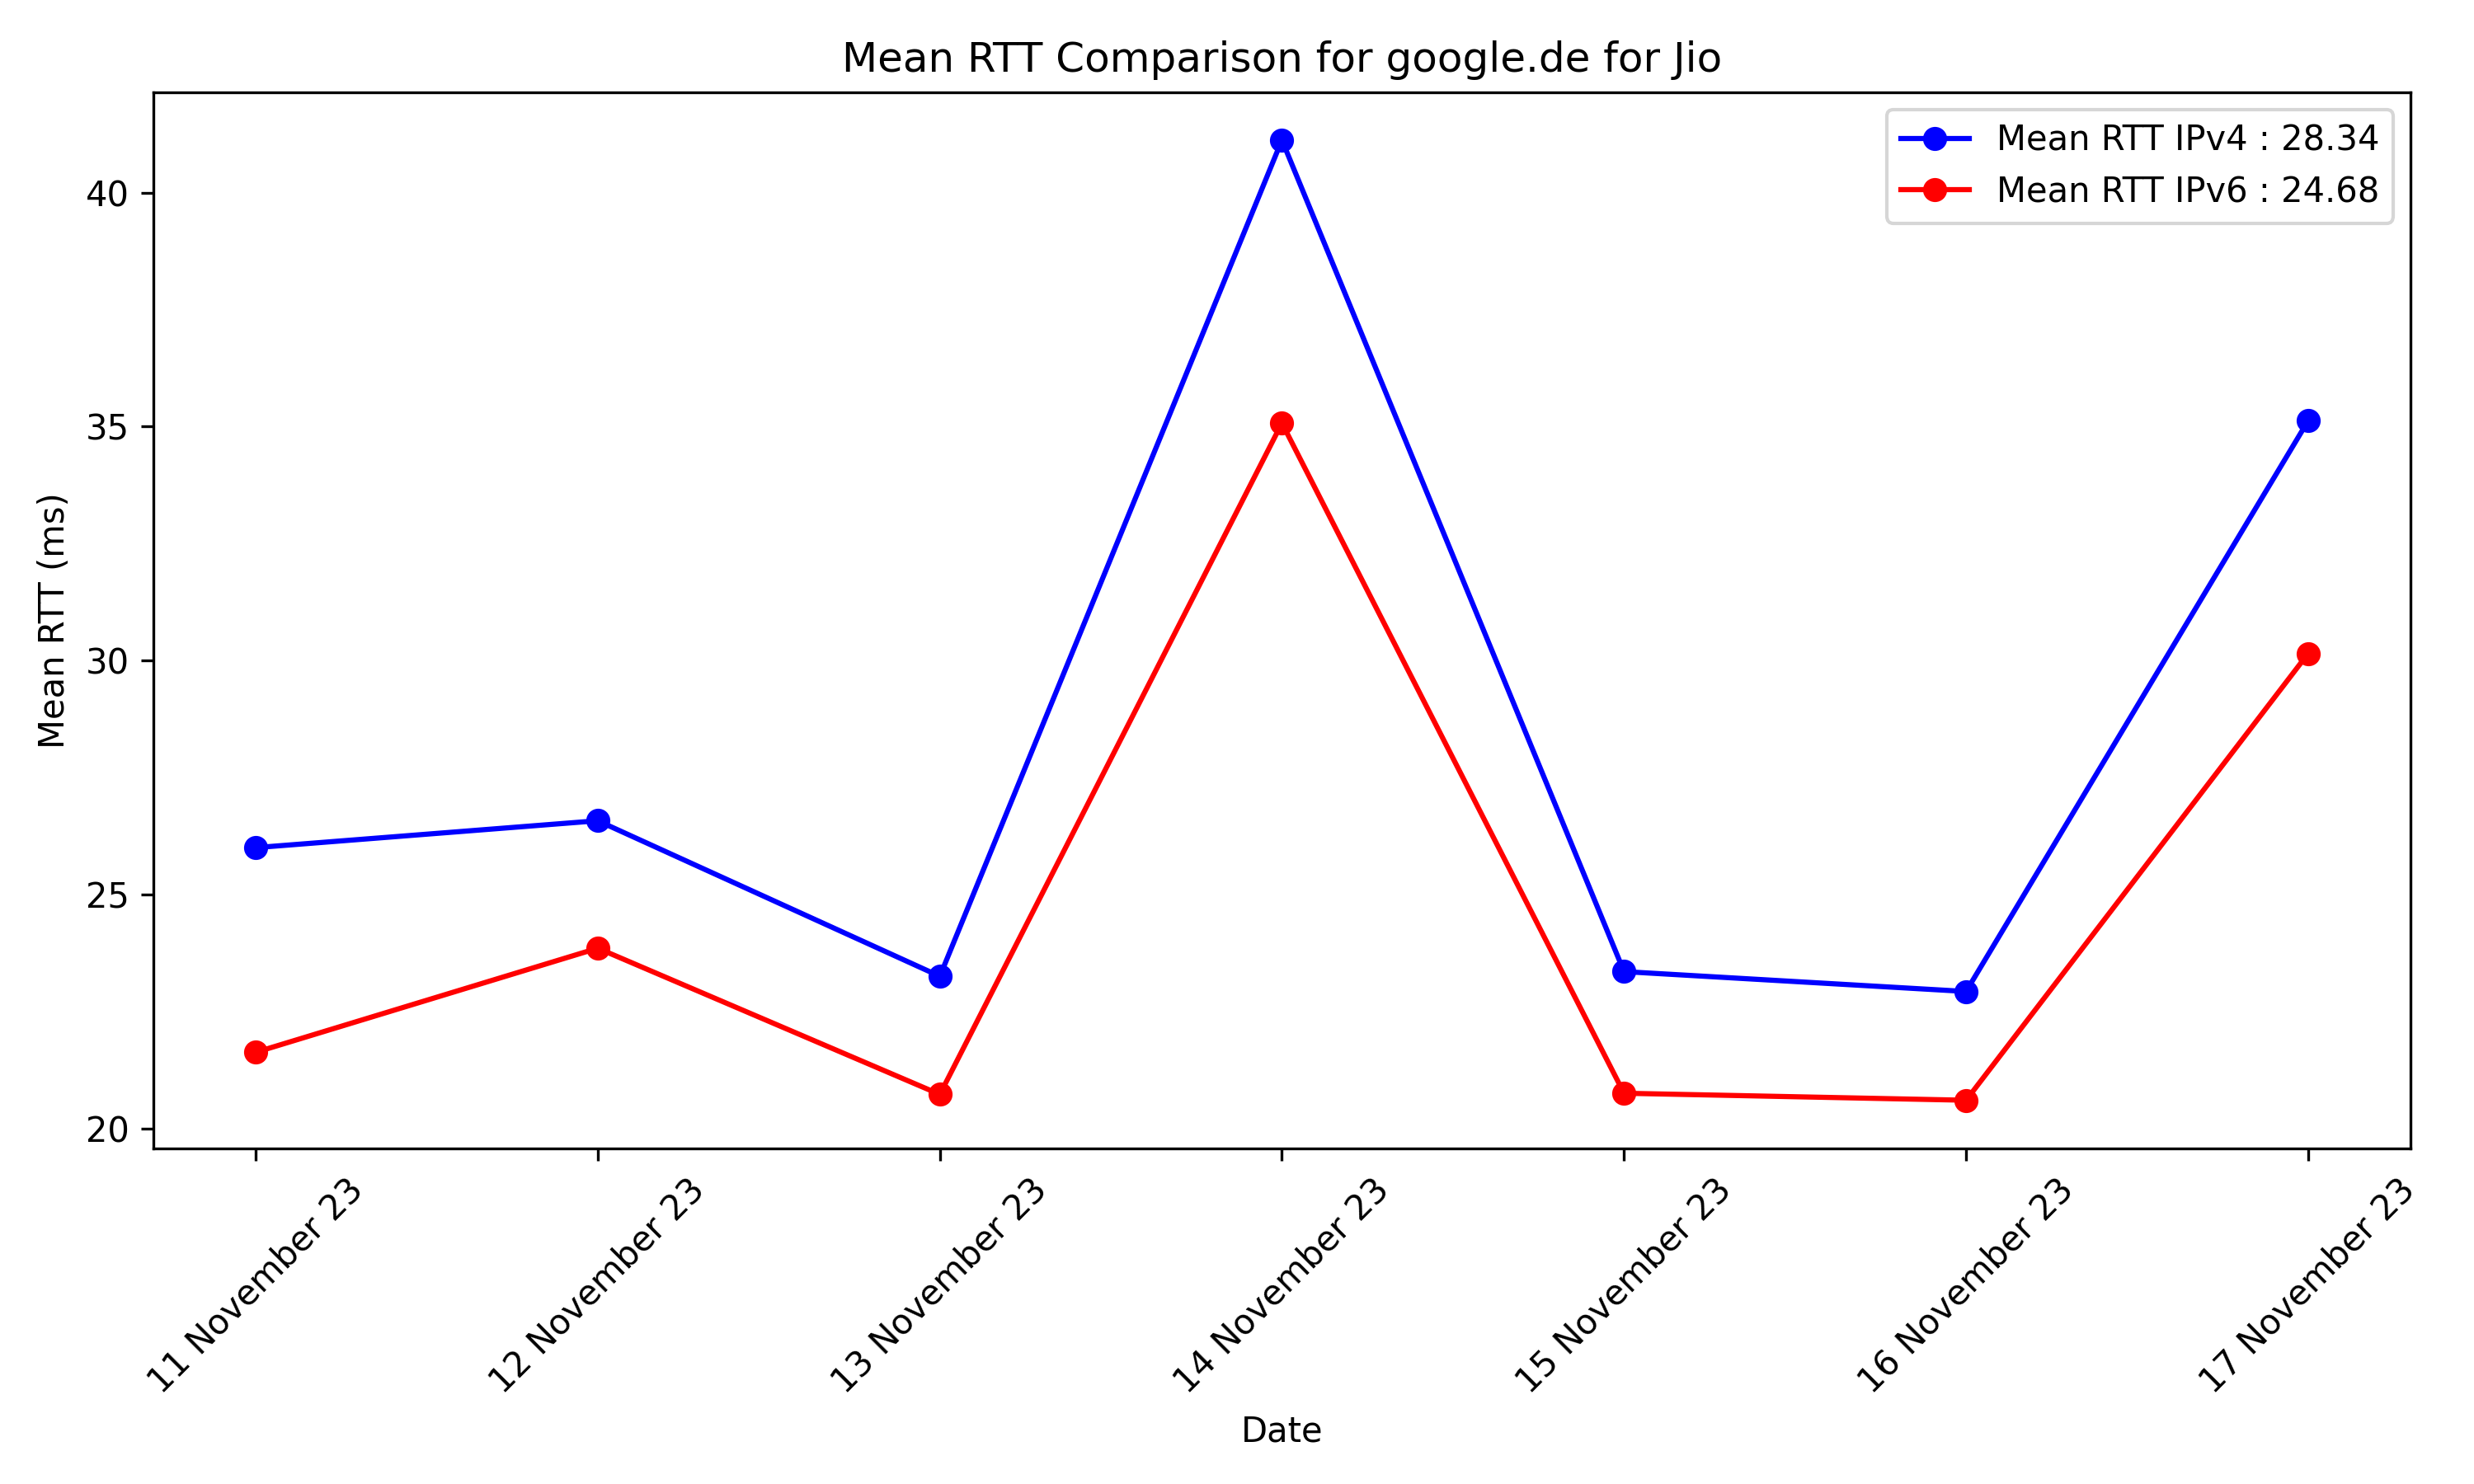 Mean RTT Comparison for google.de for Jio
Mean RTT IPv4 : 28.34
Mean RTT IPv6 : 24.68
Mean RTT (ms)
40
35
30
25
20
11 November 23
12 November 23
13 November 23
14 November 23
15 November 23
16 November 23
17 November 23
Date